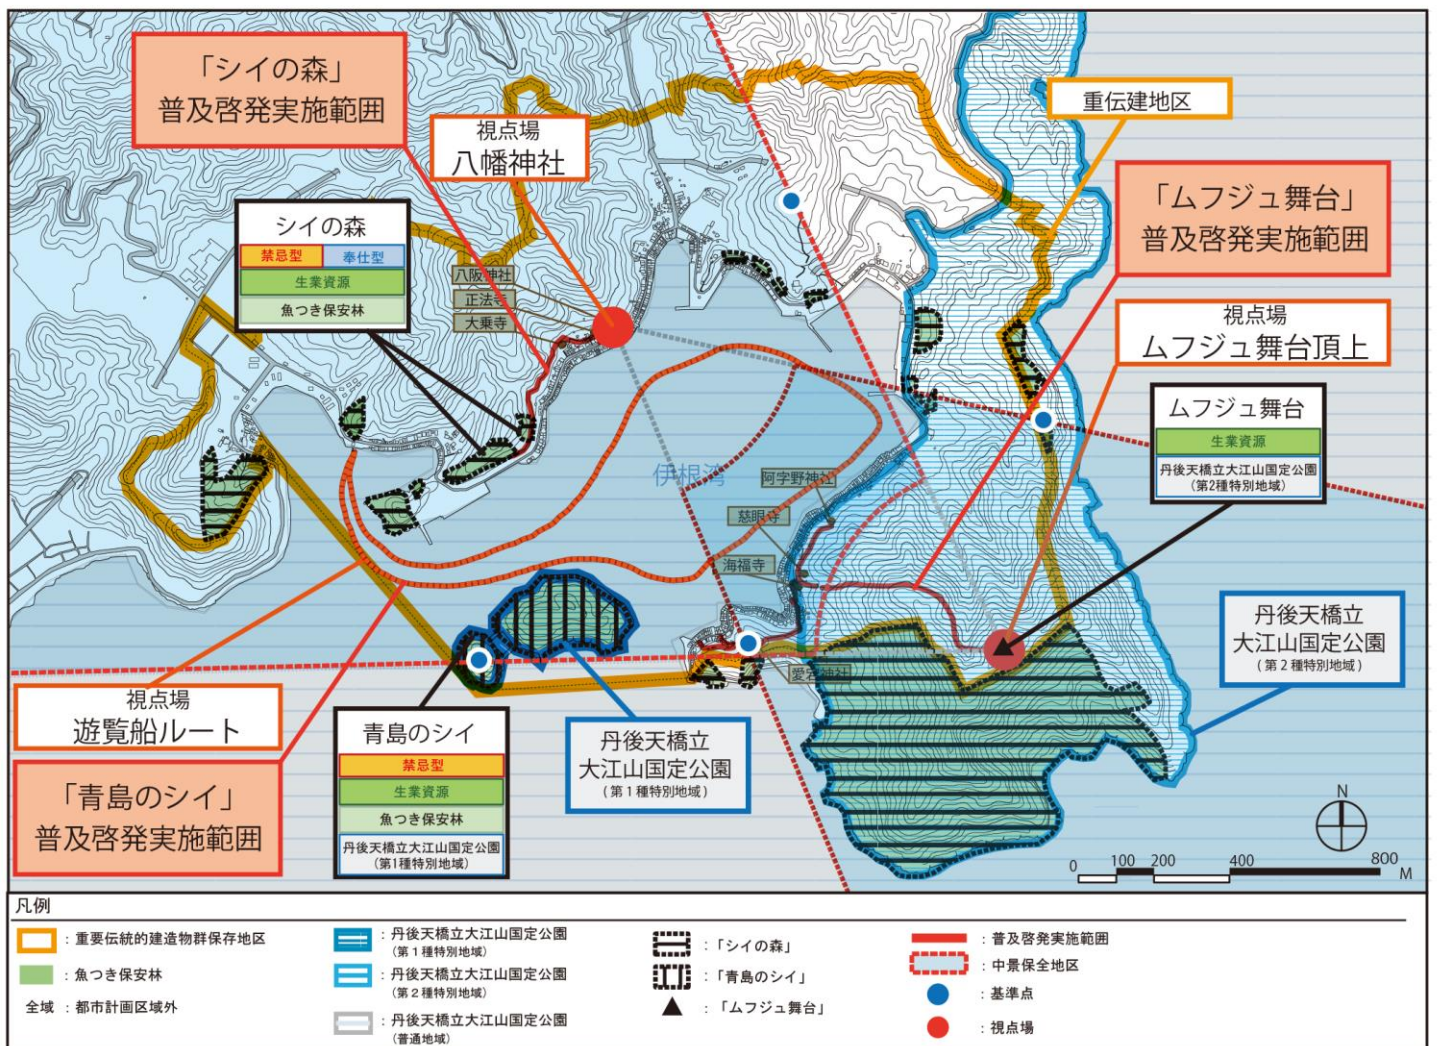 「シイの森」
普及啓発実施範囲
視点場
八幡神社
重伝建地区
「ムフジュ舞台」
普及啓発実施範囲
シイの森
禁忌型
奉仕型
生業資源
魚つき保安林
八阪神社
正法寺
大乗寺
視点場
ムフジュ舞台頂上
ムフジュ舞台
生業資源
丹後天橋立大江山国定公園
(第2種特別地域)
伊根湾
阿字野神社
慈眼寺
海福寺
愛宕神社
丹後天橋立
大江山国定公園
(第2種特別地域)
視点場
遊覧船ルート
青島のシイ
禁忌型
生業資源
魚つき保安林
丹後天橋立大江山国定公園
(第1種特別地域)
丹後天橋立
大江山国定公園
(第1種特別地域)
「青島のシイ」
普及啓発実施範囲
N
0 100 200 400 800 M
凡例
:重要伝統的建造物群保存地区
:魚つき保安林
全域 :都市計画区域外
:丹後天橋立大江山国定公園
(第1種特別地域)
:丹後天橋立大江山国定公園
(第2種特別地域)
:丹後天橋立大江山国定公園
(普通地域)
:「シイの森」
:「青島のシイ」
:「ムフジュ舞台」
:普及啓発実施範囲
:中景保全地区
:基準点
:視点場